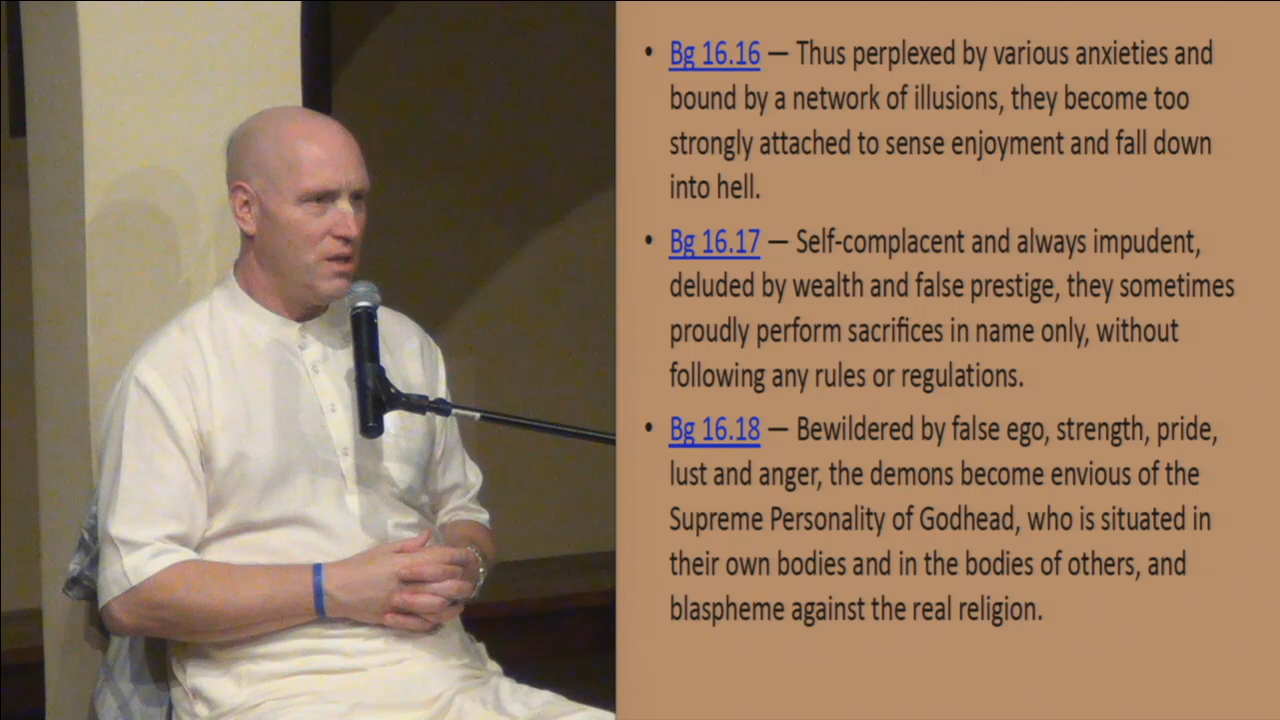 • Bg 16.16 — Thus perplexed by various anxieties and
bound by a network of illusions, they become too
strongly attached to sense enjoyment and fall down
into hell.
• Bg 16.17 — Self-complacent and always impudent,
deluded by wealth and false prestige, they sometimes
proudly perform sacrifices in name only, without
following any rules or regulations.
• Bg 16.18 — Bewildered by false ego, strength, pride,
lust and anger, the demons become envious of the
Supreme Personality of Godhead, who is situated in
their own bodies and in the bodies of others, and
blaspheme against the real religion.